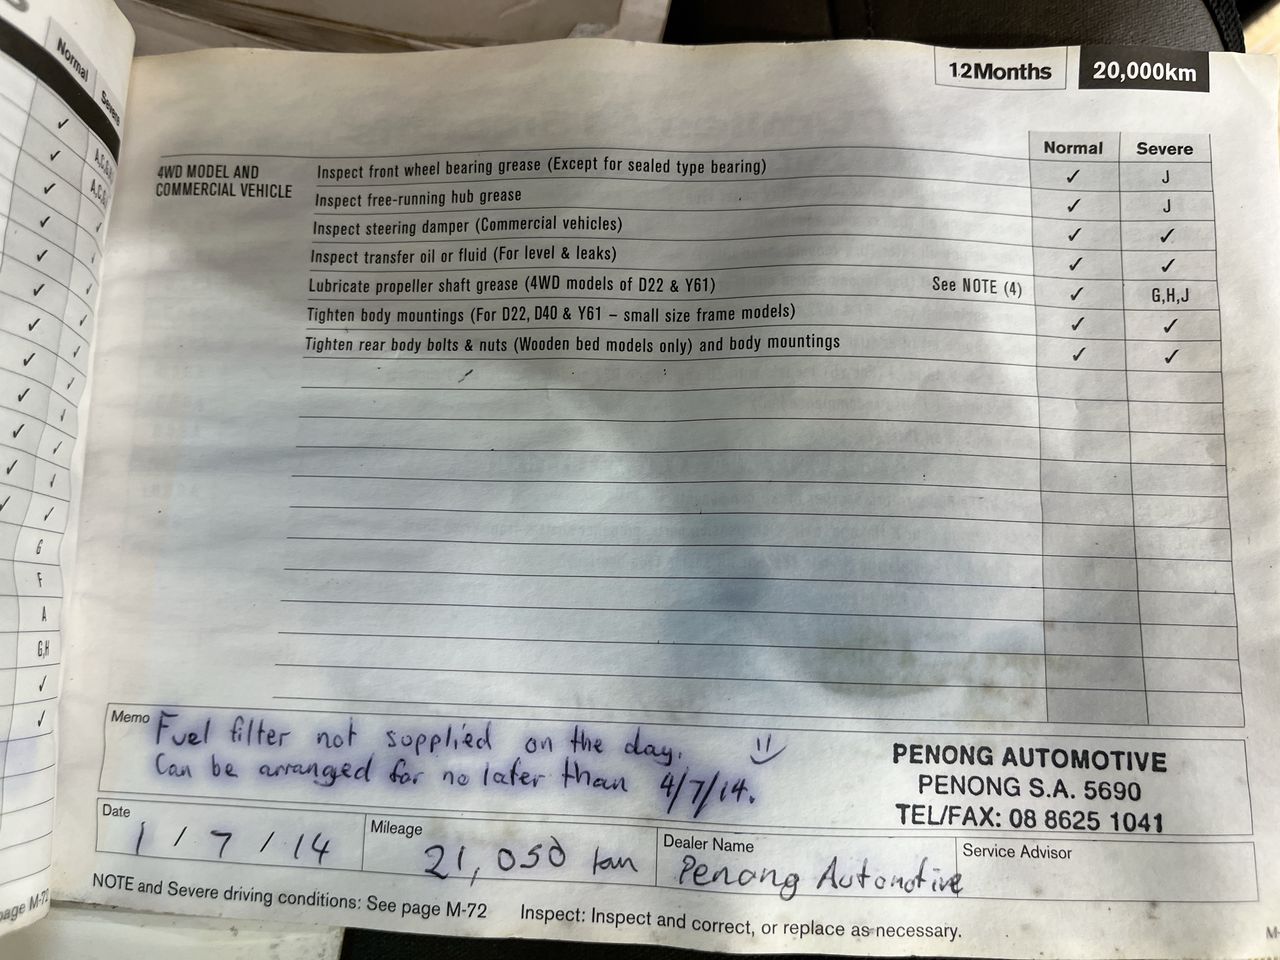 Normal Severe
✓ A,C,
✓ A,C,
✓ ✓
✓ ✓
✓ ✓
✓ ✓
✓ ✓
✓ ✓
✓ ✓
✓ ✓
✓ ✓
✓ ✓
G
F
A
G,H
✓
✓
page M-72
12Months 20,000km
Normal Severe
4WD MODEL AND
COMMERCIAL VEHICLE
Inspect front wheel bearing grease (Except for sealed type bearing) ✓ J
Inspect free-running hub grease ✓ J
Inspect steering damper (Commercial vehicles) ✓ ✓
Inspect transfer oil or fluid (For level & leaks) ✓ ✓
Lubricate propeller shaft grease (4WD models of D22 & Y61) See NOTE (4) ✓ G,H,J
Tighten body mountings (For D22, D40 & Y61 – small size frame models) ✓ ✓
Tighten rear body bolts & nuts (Wooden bed models only) and body mountings ✓ ✓
Memo Fuel filter not supplied on the day.
Can be arranged for no later than 4/7/14.
PENONG AUTOMOTIVE
PENONG S.A. 5690
TEL/FAX: 08 8625 1041
Date 1 / 7 / 14
Mileage 21,050 km
Dealer Name Penong Automotive
Service Advisor
NOTE and Severe driving conditions: See page M-72 Inspect: Inspect and correct, or replace as necessary.
M-